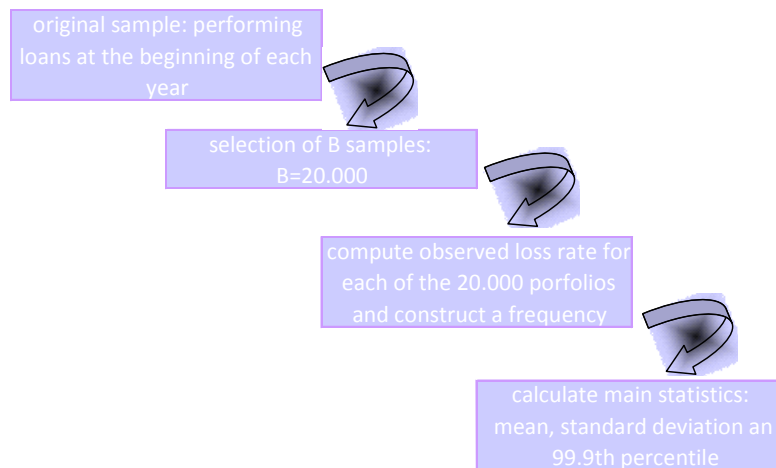 original sample: performing
loans at the beginning of each
year
selection of B samples:
B=20.000
compute observed loss rate for
each of the 20.000 porfolios
and construct a frequency
calculate main statistics:
mean, standard deviation an
99.9th percentile